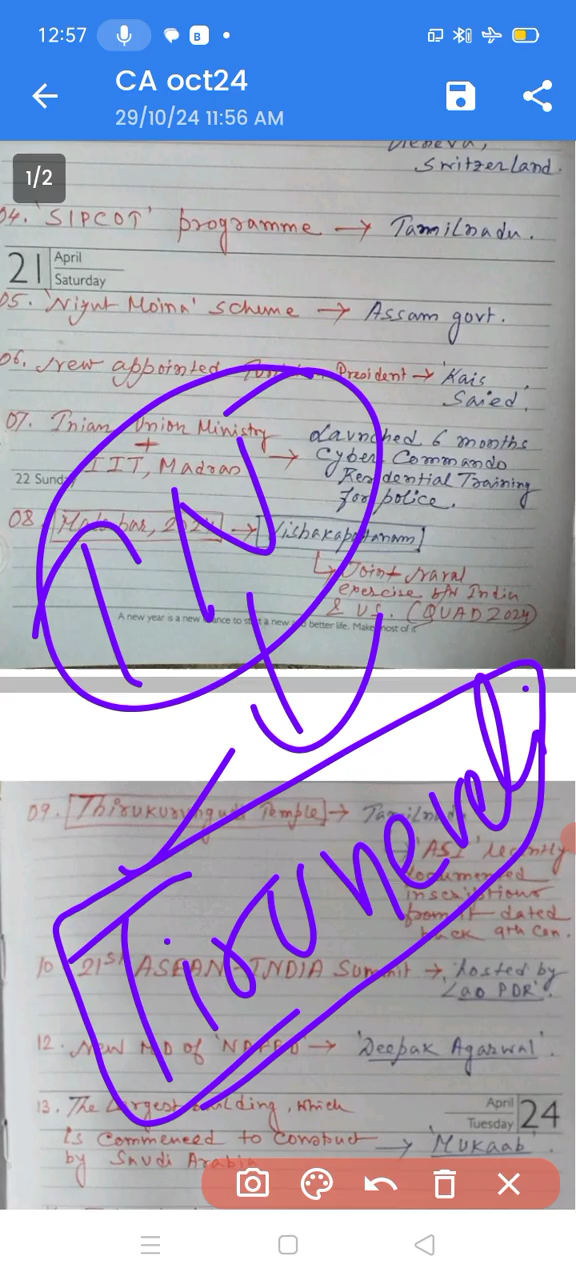 12:57
B
CA oct24
29/10/24 11:56 AM
1/2
Switzerland.
04. 'SIPCOT' programme → Tamilnadu.
21 April
Saturday
05. 'Nijut Moina' scheme → Assam govt.
06. New appointed President → 'Kais
Saied.
07. Inian Union Ministry → Launched 6 months
+ Cyber Commando
IIT, Madras Residential Training
22 Sund for police.
08. → [Vishakapatanam]
↳ Joint Naval
exercise b/w India
& US. (QUAD 2024)
A new year is a new chance to start a new and better life. Make most of it
TN
Tirunelveli
09. Temple] → Tamilnadu
'ASI' recently
documented
inscriptions
from it dated
back 9th Cen.
10 21st ASEAN-INDIA Summit → hosted by
'Lao PDR'.
12. New MD of → 'Deepak Agarwal'.
13. The Largest building, which
April
Tuesday 24
is Commenced to Construct → 'Mukaab'
by Saudi Arabia